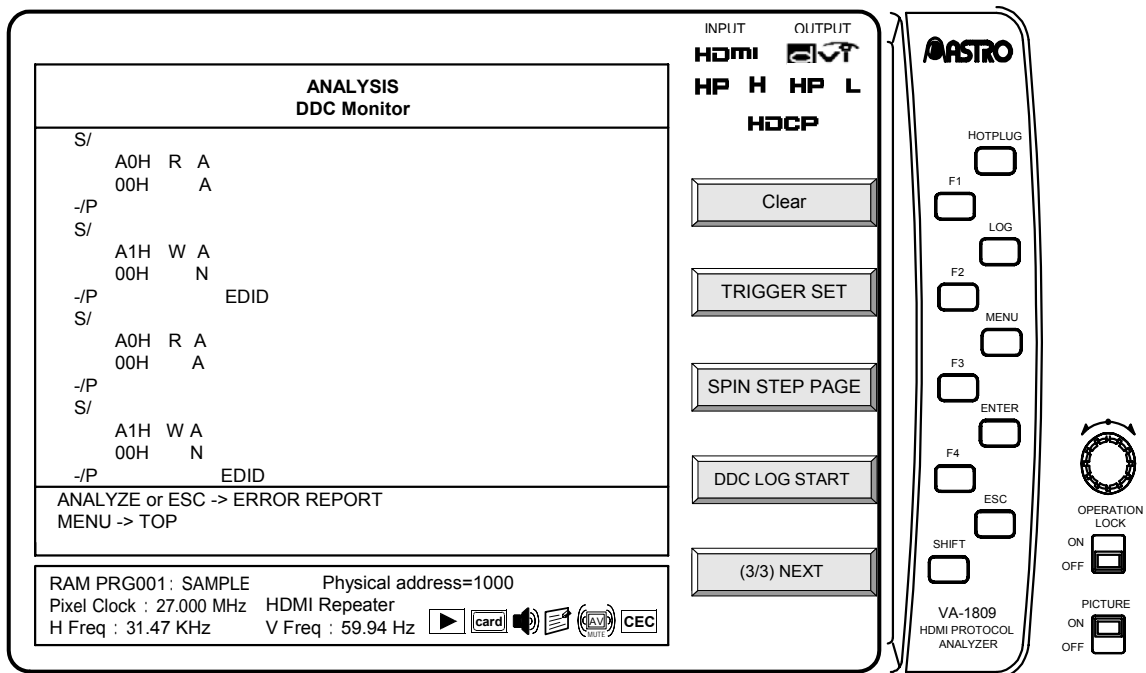 ANALYSIS
DDC Monitor
S/
A0H R A
00H A
-/P
S/
A1H W A
00H N
-/P EDID
S/
A0H R A
00H A
-/P
S/
A1H W A
00H N
-/P EDID
ANALYZE or ESC -> ERROR REPORT
MENU -> TOP
RAM PRG001: SAMPLE Physical address=1000
Pixel Clock : 27.000 MHz HDMI Repeater
H Freq : 31.47 KHz V Freq : 59.94 Hz
card
AV
MUTE
CEC
INPUT OUTPUT
HDMI DVI
HP H HP L
HDCP
Clear
TRIGGER SET
SPIN STEP PAGE
DDC LOG START
(3/3) NEXT
ASTRO
HOTPLUG
F1
LOG
F2
MENU
F3
ENTER
F4
ESC
SHIFT
VA-1809
HDMI PROTOCOL
ANALYZER
OPERATION
LOCK
ON
OFF
PICTURE
ON
OFF